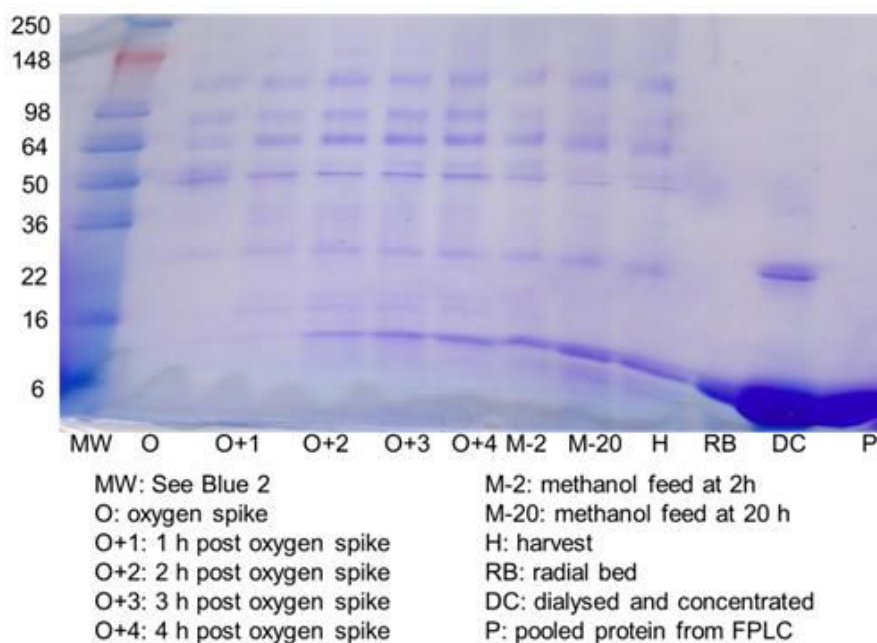 250
148
98
64
50
36
22
16
6
MW O O+1 O+2 O+3 O+4 M-2 M-20 H RB DC P
MW: See Blue 2
O: oxygen spike
O+1: 1 h post oxygen spike
O+2: 2 h post oxygen spike
O+3: 3 h post oxygen spike
O+4: 4 h post oxygen spike
M-2: methanol feed at 2h
M-20: methanol feed at 20 h
H: harvest
RB: radial bed
DC: dialysed and concentrated
P: pooled protein from FPLC